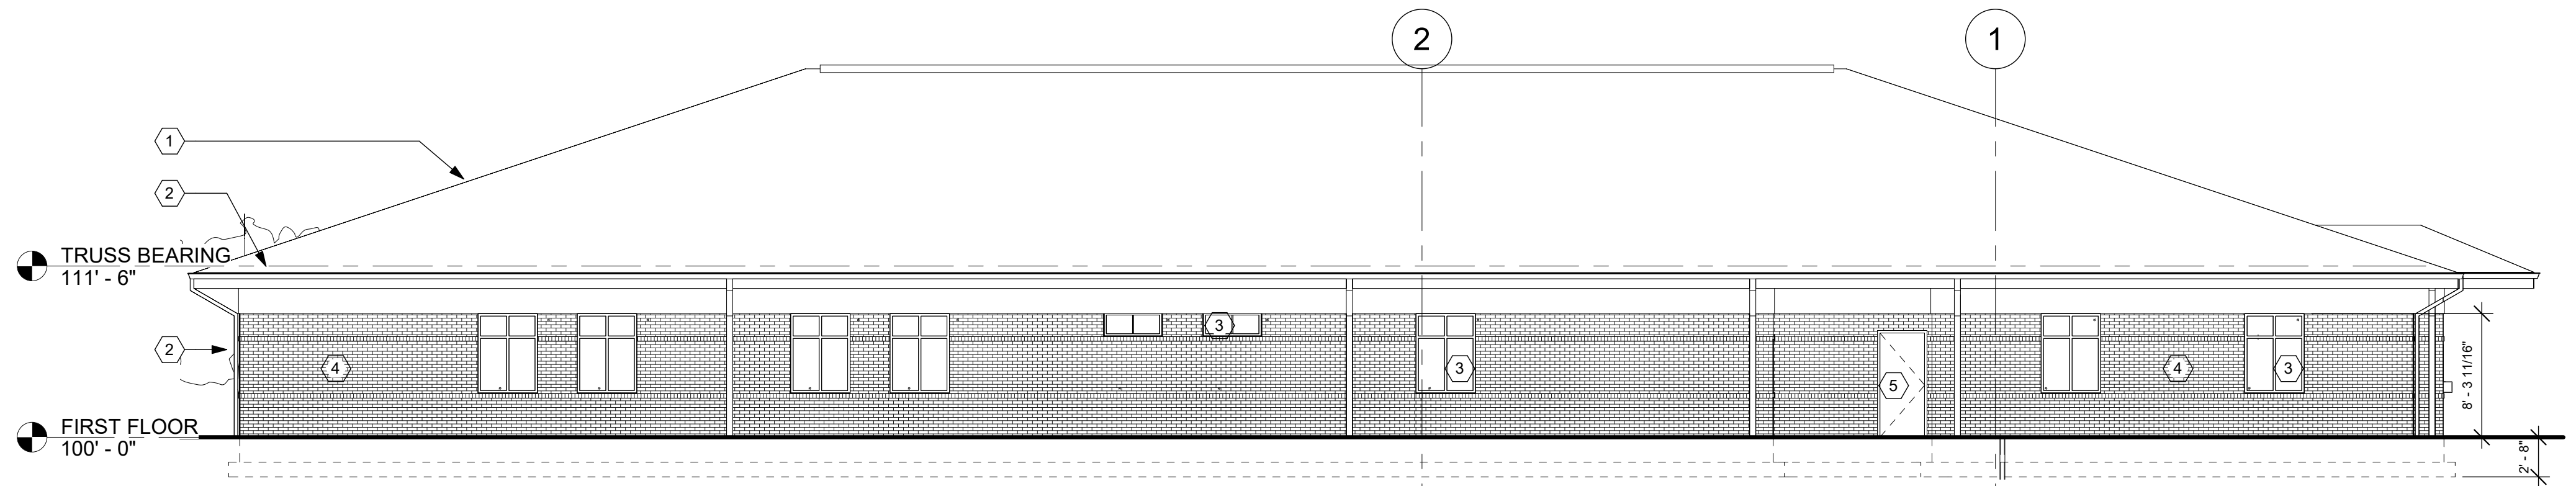 2
1
1
2
TRUSS BEARING
111' - 6"
3
2
4
3
5
4
3
8' - 3 11/16"
FIRST FLOOR
100' - 0"
2' - 8"